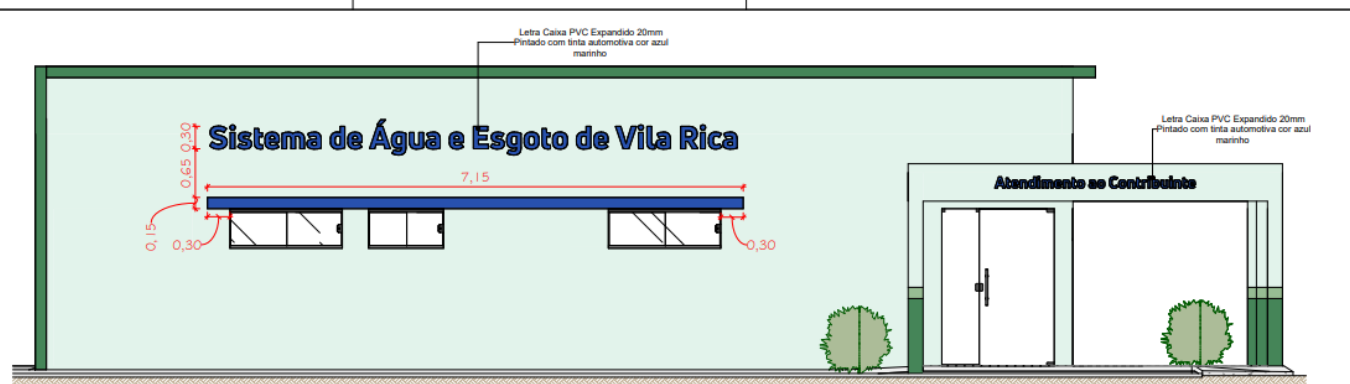 Letra Caixa PVC Expandido 20mm
Pintado com tinta automotiva cor azul
marinho
Letra Caixa PVC Expandido 20mm
Pintado com tinta automotiva cor azul
marinho
0,30
Sistema de Água e Esgoto de Vila Rica
0,65
7,15
Atendimento ao Contribuinte
0,15
0,30
0,30